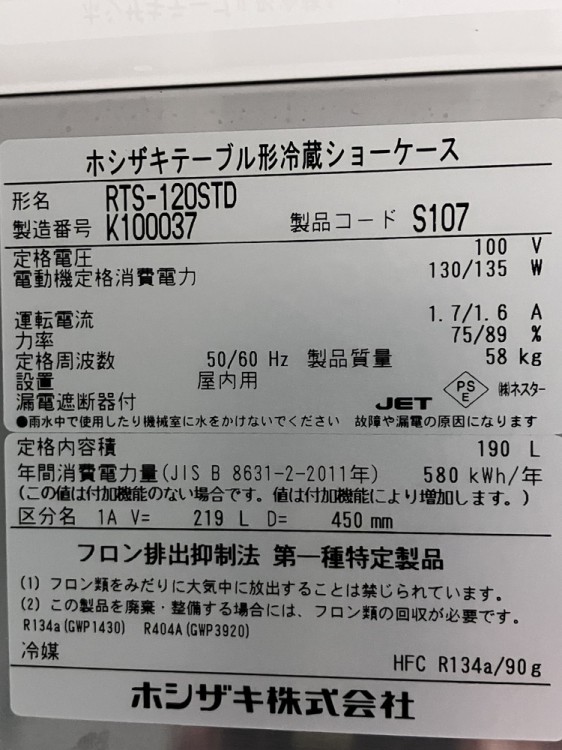 ホシザキテーブル形冷蔵ショーケース
形名 RTS-120STD
製造番号 K100037 製品コード S107
定格電圧 100 V
電動機定格消費電力 130/135 W
運転電流 1.7/1.6 A
力率 75/89 %
定格周波数 50/60 Hz 製品質量 58 kg
設置 屋内用
漏電遮断器付 JET PSE ㈱ネスター
●雨水中で使用したり機械室に水をかけないでください 故障や漏電の原因になります
定格内容積 190 L
年間消費電力量(JIS B 8631-2-2011年) 580 kWh/年
(この値は付加機能のない場合です。値は付加機能により増加します。)
区分名 1A V= 219 L D= 450 mm
フロン排出抑制法 第一種特定製品
(1) フロン類をみだりに大気中に放出することは禁じられています。
(2) この製品を廃棄・整備する場合には、フロン類の回収が必要です。
R134a(GWP1430) R404A(GWP3920)
冷媒 HFC R134a/90g
ホシザキ株式会社